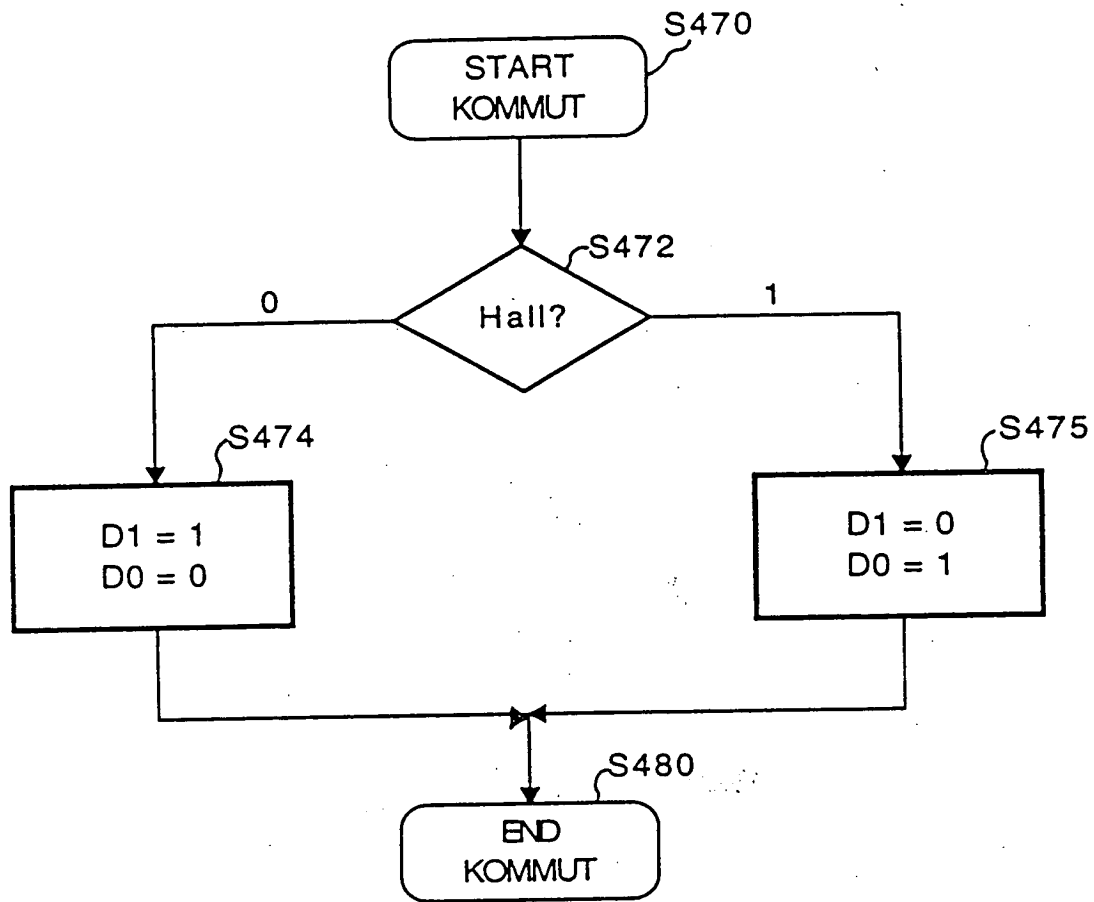 S470
START
KOMMUT
S472
Hall?
0
1
S474
D1 = 1
D0 = 0
S475
D1 = 0
D0 = 1
S480
END
KOMMUT